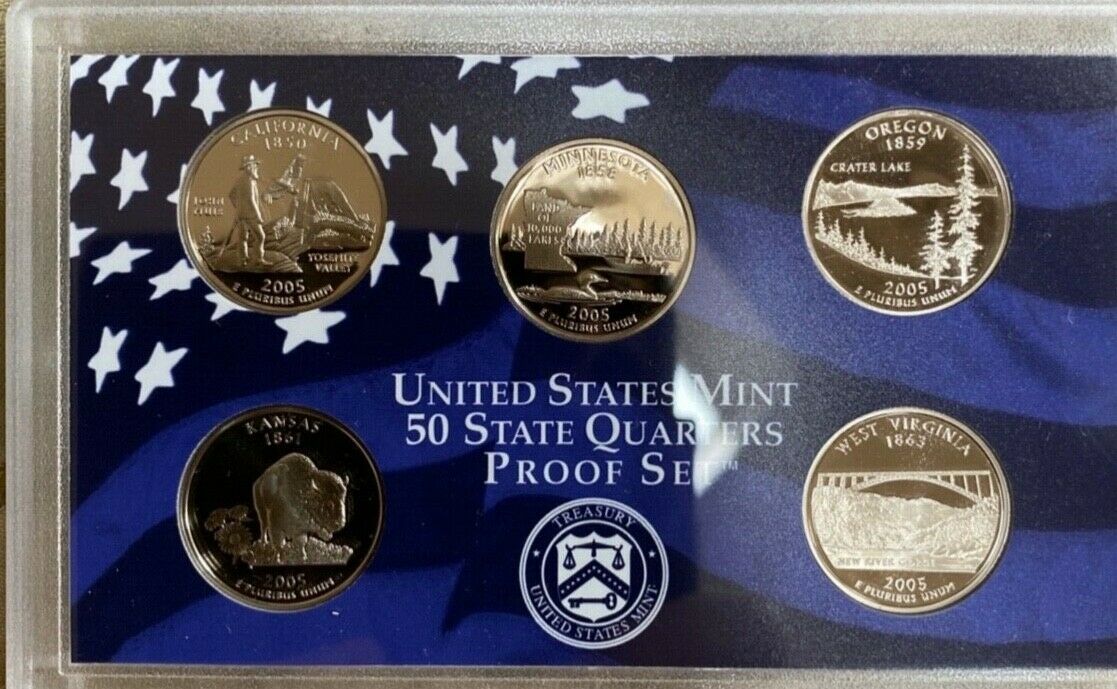 CALIFORNIA
1850
JOHN
MUIR
YOSEMITE
VALLEY
2005
E PLURIBUS UNUM
MINNESOTA
1858
LAND
OF
10,000
LAKES
2005
E PLURIBUS UNUM
OREGON
1859
CRATER LAKE
2005
E PLURIBUS UNUM
UNITED STATES MINT
50 STATE QUARTERS
PROOF SET™
KANSAS
1861
2005
E PLURIBUS UNUM
TREASURY
UNITED STATES MINT
WEST VIRGINIA
1863
NEW RIVER GORGE
2005
E PLURIBUS UNUM